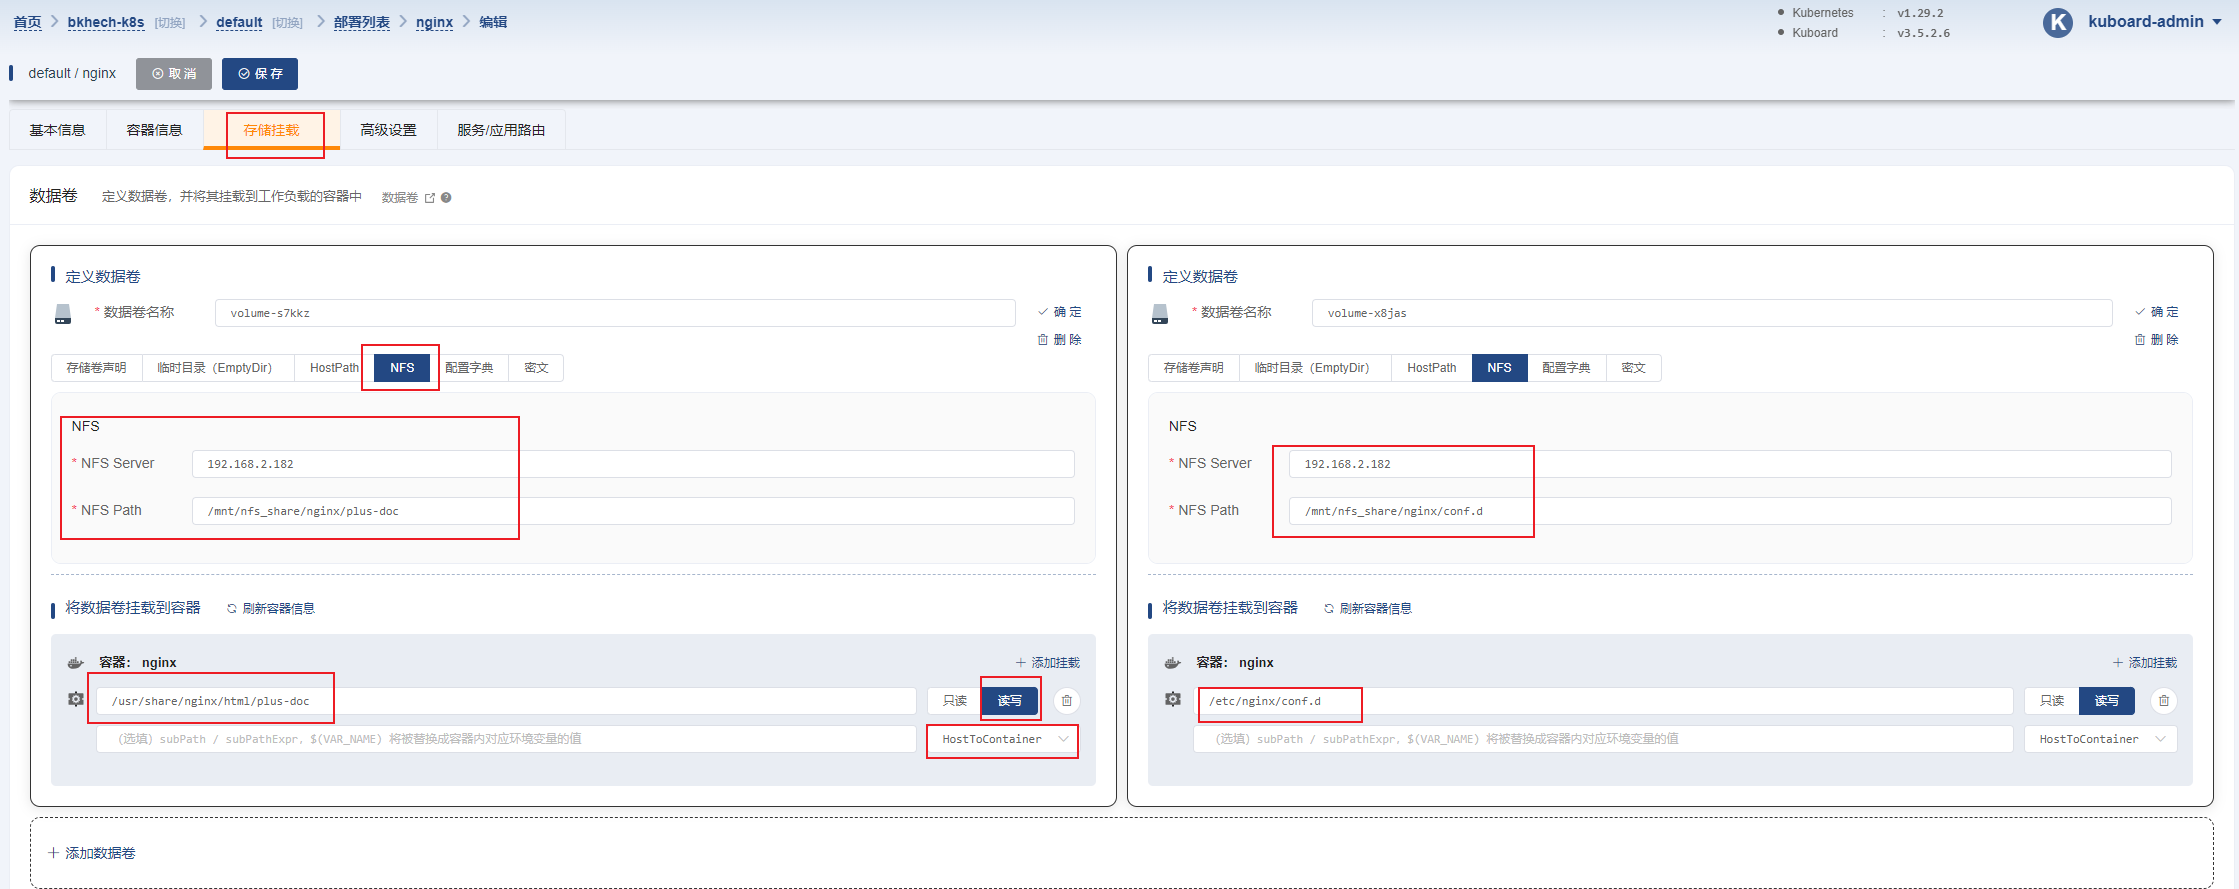 首页 > bkhech-k8s [切换] > default [切换] > 部署列表 > nginx > 编辑
Kubernetes : v1.29.2
Kuboard : v3.5.2.6
K kuboard-admin
default / nginx 取 消 保 存
基本信息 容器信息 存储挂载 高级设置 服务/应用路由
数据卷 定义数据卷，并将其挂载到工作负载的容器中 数据卷
定义数据卷
* 数据卷名称 volume-s7kkz 确 定
删 除
存储卷声明 临时目录（EmptyDir） HostPath NFS 配置字典 密文
NFS
* NFS Server 192.168.2.182
* NFS Path /mnt/nfs_share/nginx/plus-doc
将数据卷挂载到容器 刷新容器信息
容器： nginx + 添加挂载
/usr/share/nginx/html/plus-doc 只读 读写
（选填）subPath / subPathExpr, $(VAR_NAME) 将被替换成容器内对应环境变量的值 HostToContainer
定义数据卷
* 数据卷名称 volume-x8jas 确 定
删 除
存储卷声明 临时目录（EmptyDir） HostPath NFS 配置字典 密文
NFS
* NFS Server 192.168.2.182
* NFS Path /mnt/nfs_share/nginx/conf.d
将数据卷挂载到容器 刷新容器信息
容器： nginx + 添加挂载
/etc/nginx/conf.d 只读 读写
（选填）subPath / subPathExpr, $(VAR_NAME) 将被替换成容器内对应环境变量的值 HostToContainer
+ 添加数据卷